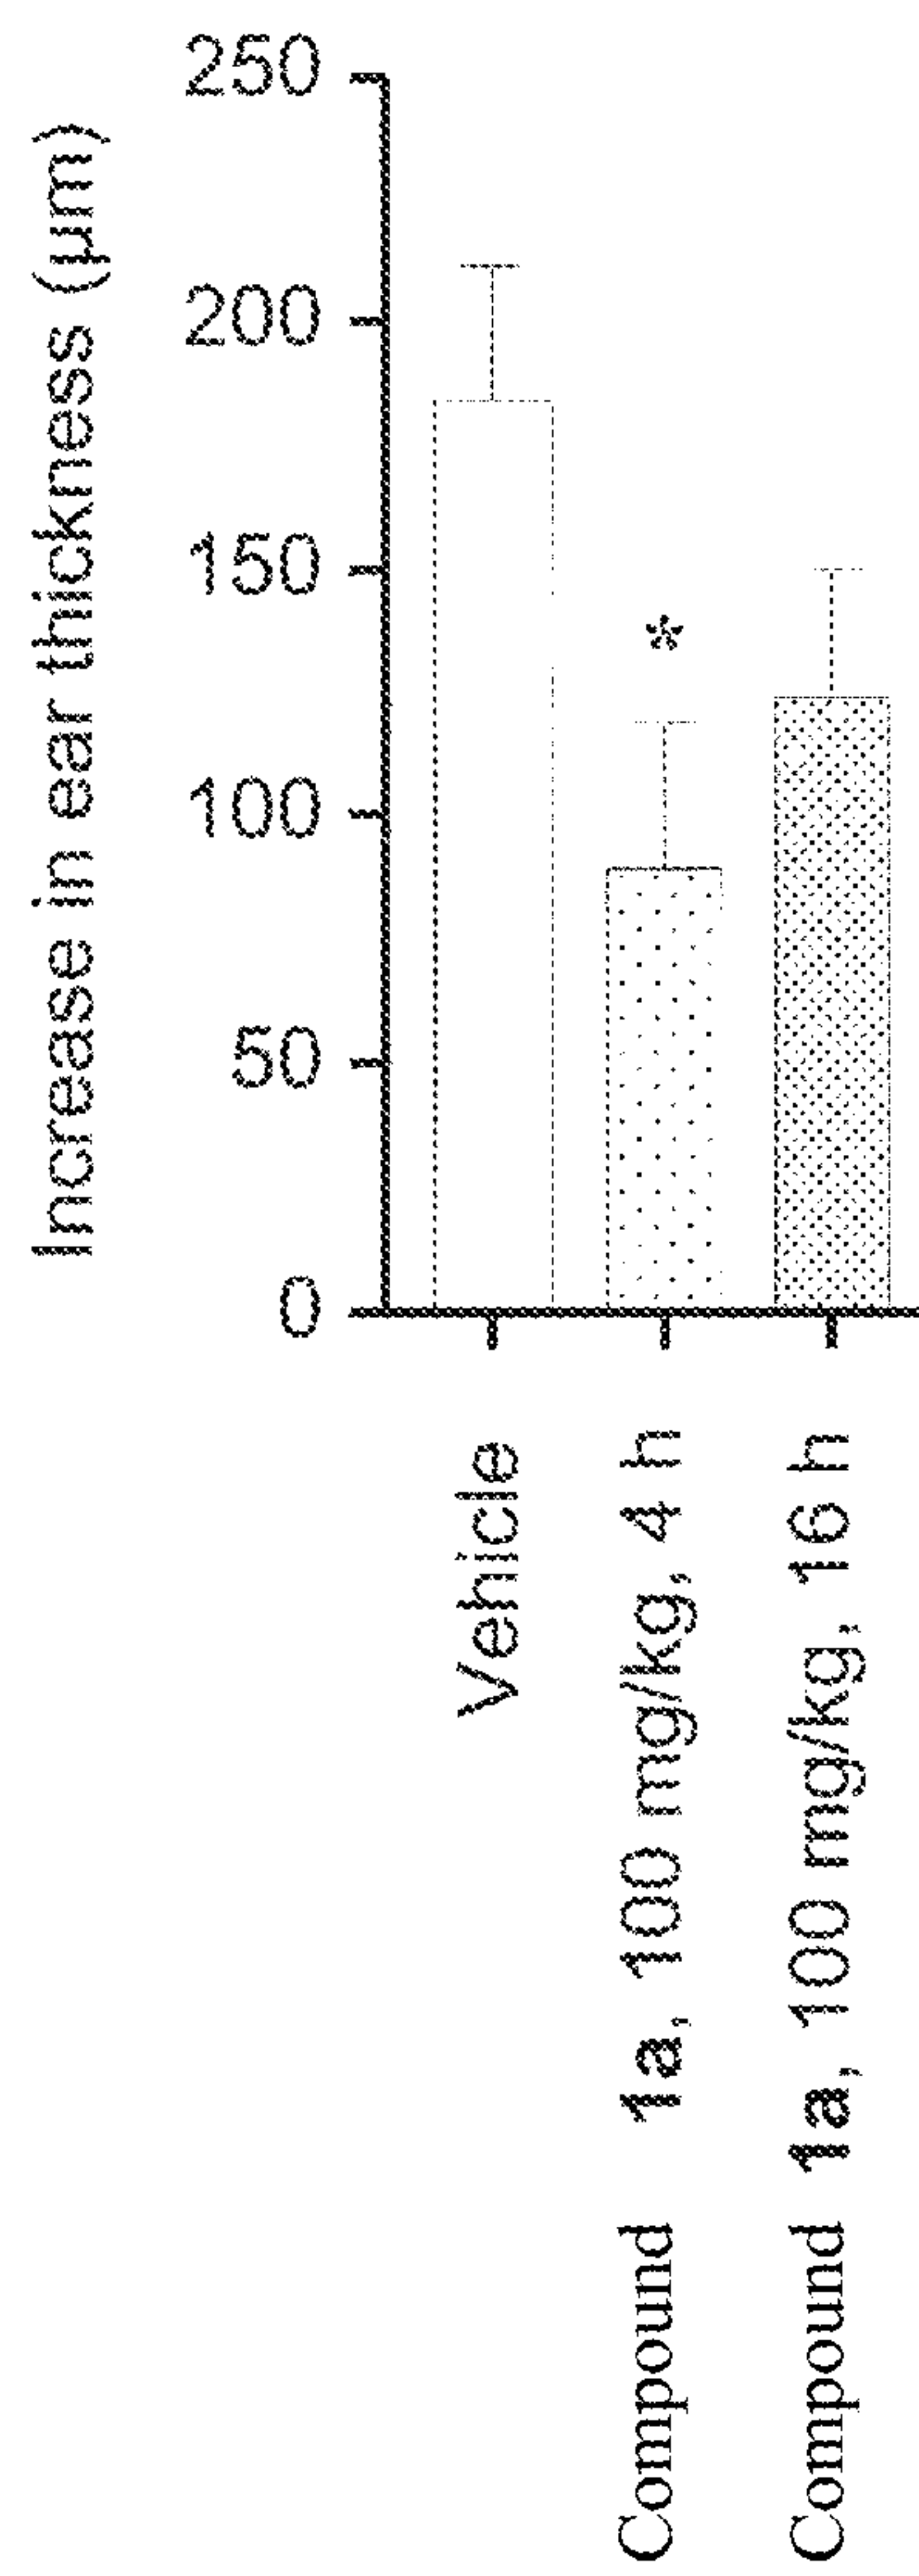 Increase in ear thickness (µm)
250
200
150
100
50
0
*
Vehicle
Compound 1a, 100 mg/kg, 4 h
Compound 1a, 100 mg/kg, 16 h